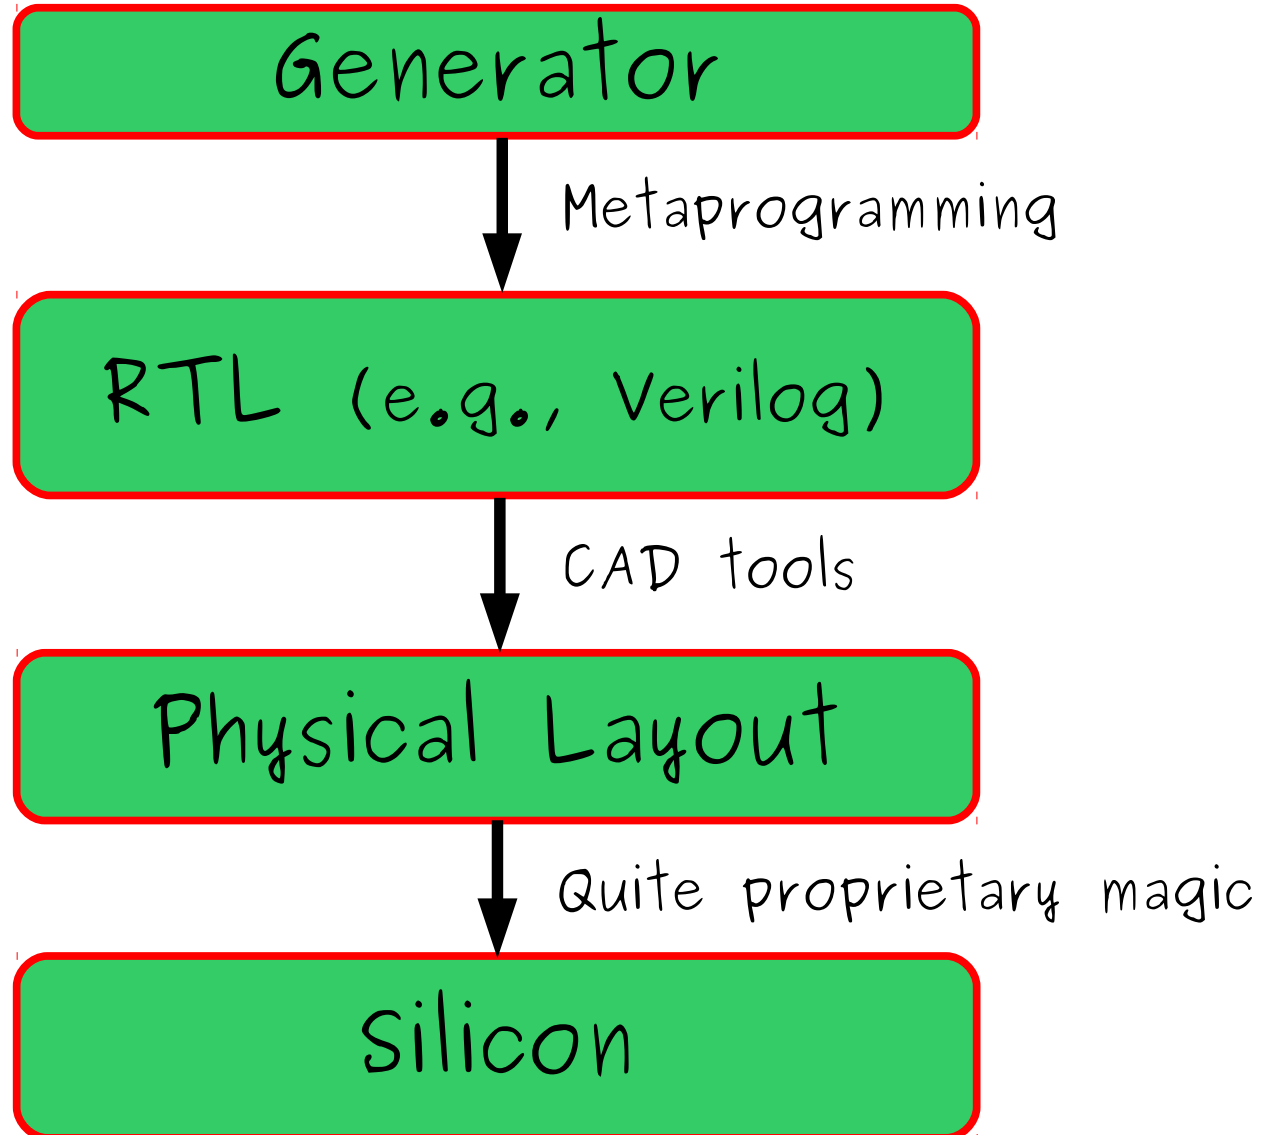 Generator
Metaprogramming
RTL (e.g., Verilog)
CAD tools
Physical Layout
Quite proprietary magic
Silicon